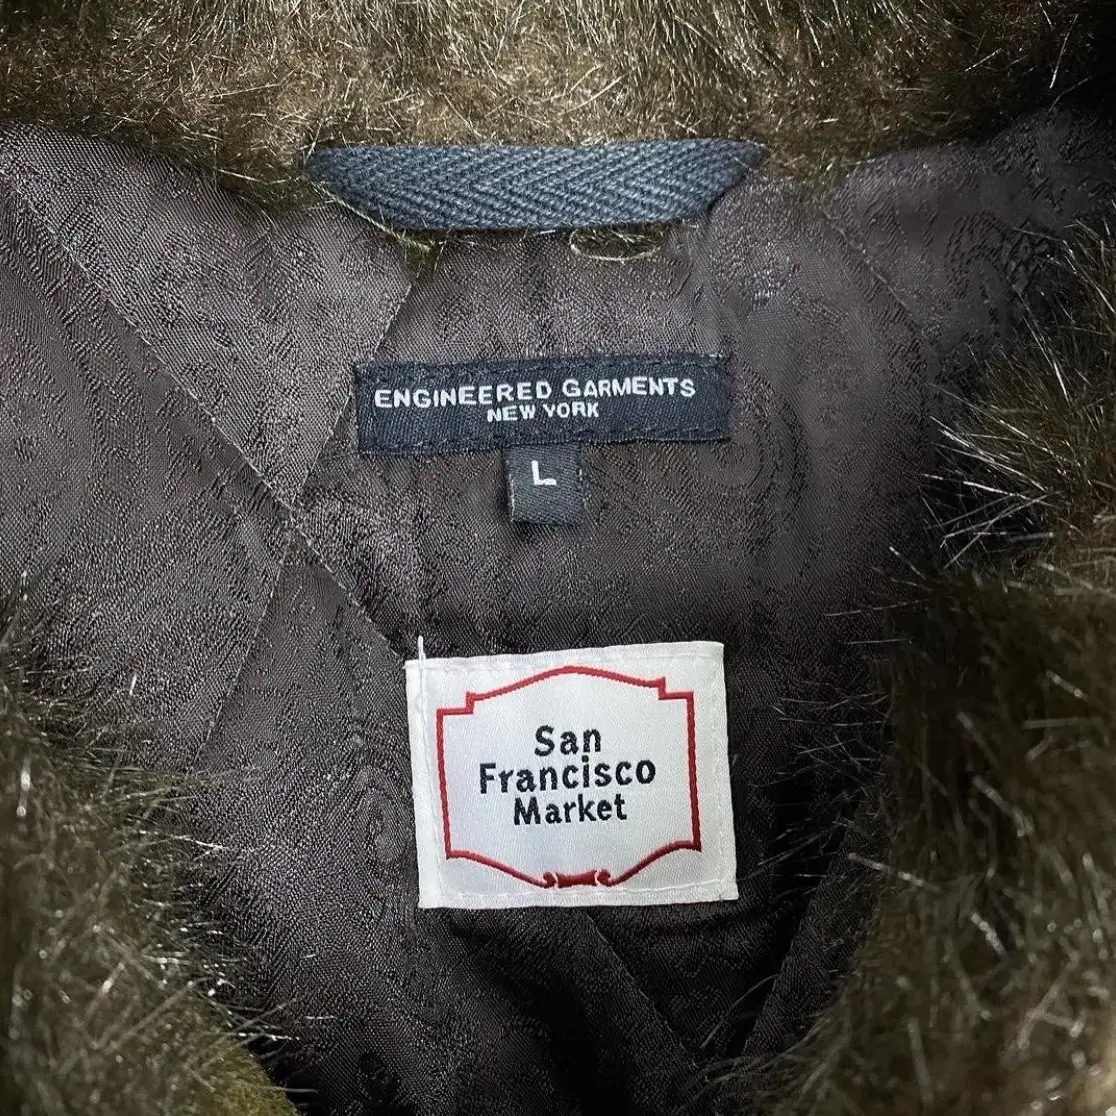 ENGINEERED GARMENTS
NEW YORK
L
San
Francisco
Market